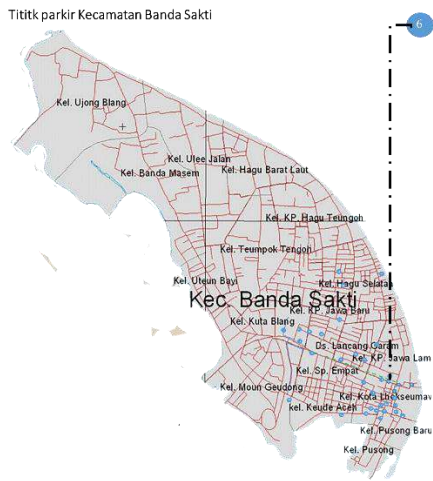 Tititk parkir Kecamatan Banda Sakti
6
Kel. Ujong Blang
Kel. Ulee Jalan
Kel. Banda Masem
Kel. Hagu Barat Laut
Kel. KP. Hagu Teungoh
Kel. Teumpok Tengoh
Kel. Uteun Bayi
Kel. Hagu Selatan
Kec. Banda Sakti
Kel. KP. Jawa Baru
Kel. Kuta Blang
Ds. Lancang Garam
Kel. KP. Jawa Lam
Kel. Sp. Empat
Kel. Moun Geudong
Kel. Kota Lhokseumaw
kel. Keude Aceh
Kel. Pusong Baru
Kel. Pusong